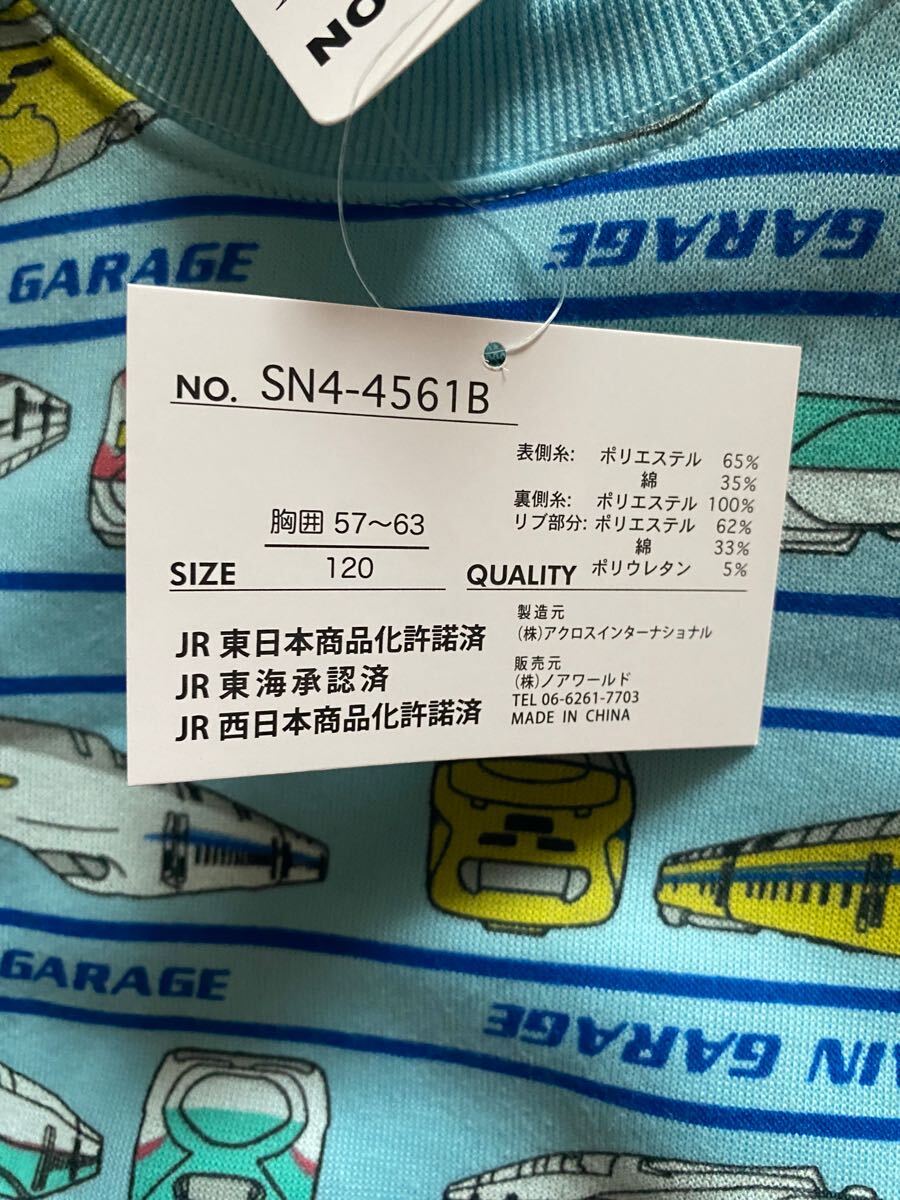 NO
GARAGE
GARAGE
NO. SN4-4561B
胸囲 57〜63
SIZE 120
表側糸: ポリエステル 65%
綿 35%
裏側糸: ポリエステル 100%
リブ部分: ポリエステル 62%
綿 33%
QUALITY ポリウレタン 5%
JR 東日本商品化許諾済
JR 東海承認済
JR 西日本商品化許諾済
製造元
(株)アクロスインターナショナル
販売元
(株)ノアワールド
TEL 06-6261-7703
MADE IN CHINA
GARAGE
AIN GARAGE